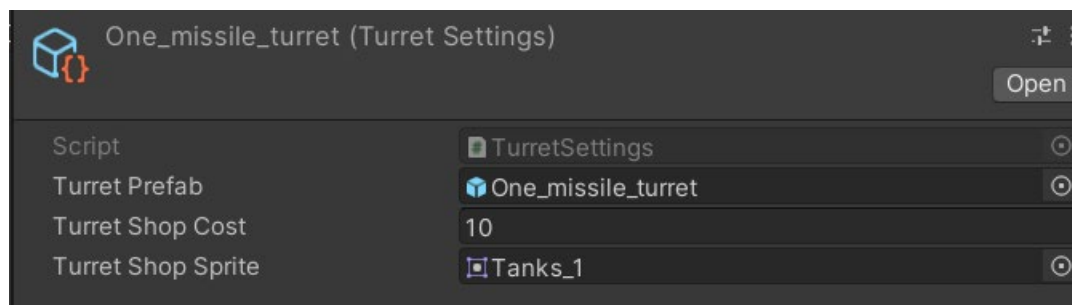 One_missile_turret (Turret Settings)
Open
Script TurretSettings
Turret Prefab One_missile_turret
Turret Shop Cost 10
Turret Shop Sprite Tanks_1